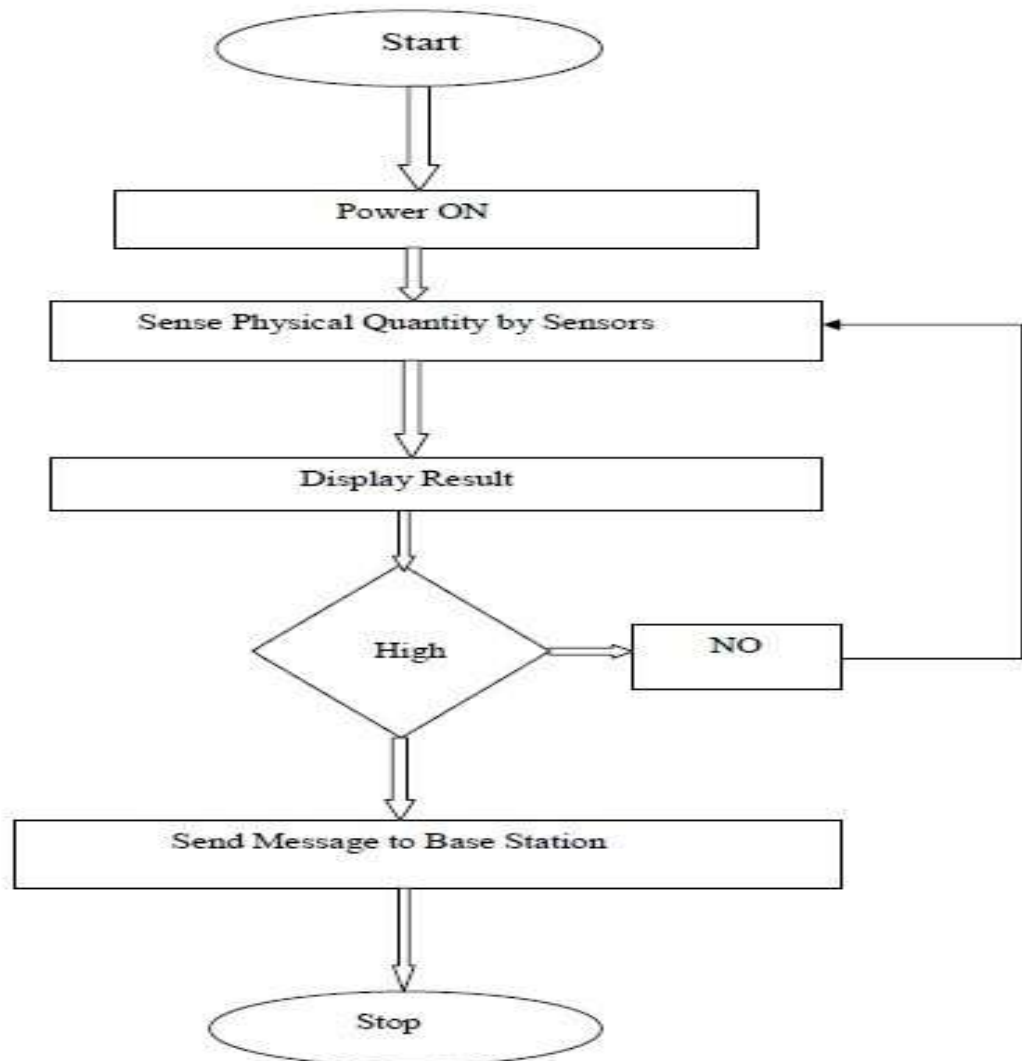 Start
Power ON
Sense Physical Quantity by Sensors
Display Result
High
NO
Send Message to Base Station
Stop